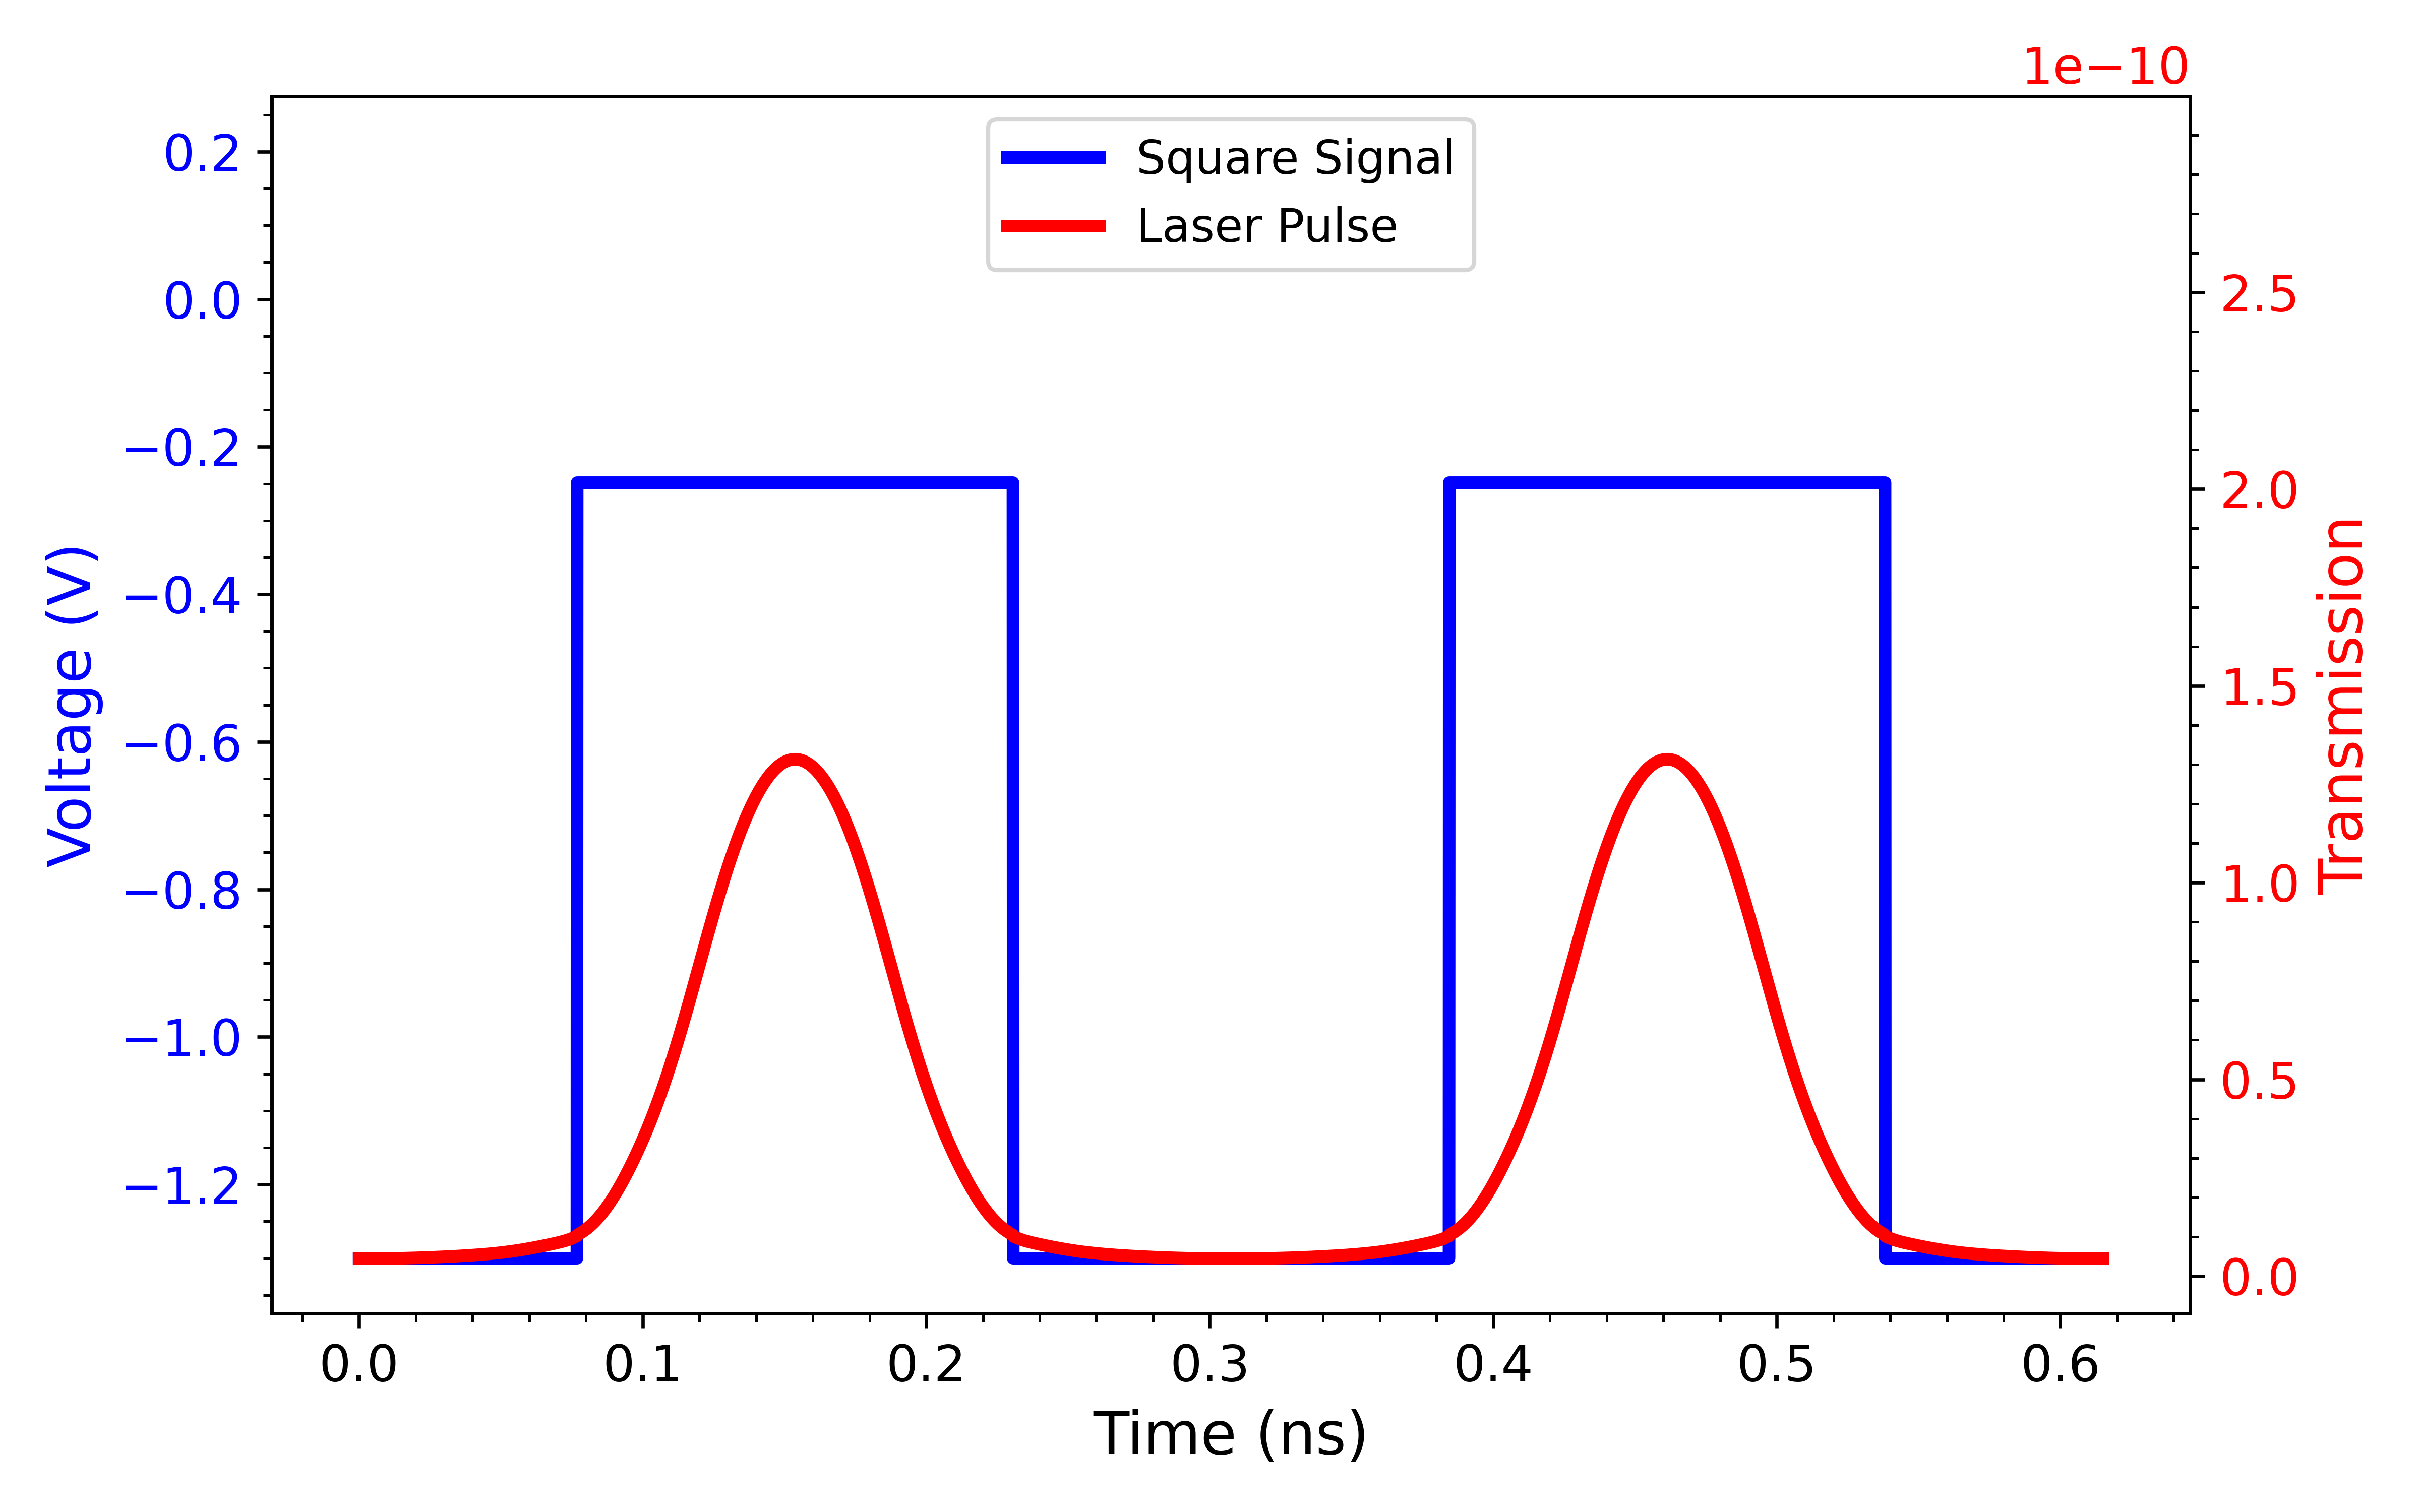 1e−10
Square Signal
Laser Pulse
0.2
0.0
−0.2
−0.4
−0.6
−0.8
−1.0
−1.2
Voltage (V)
2.5
2.0
1.5
1.0
0.5
0.0
Transmission
0.0 0.1 0.2 0.3 0.4 0.5 0.6
Time (ns)